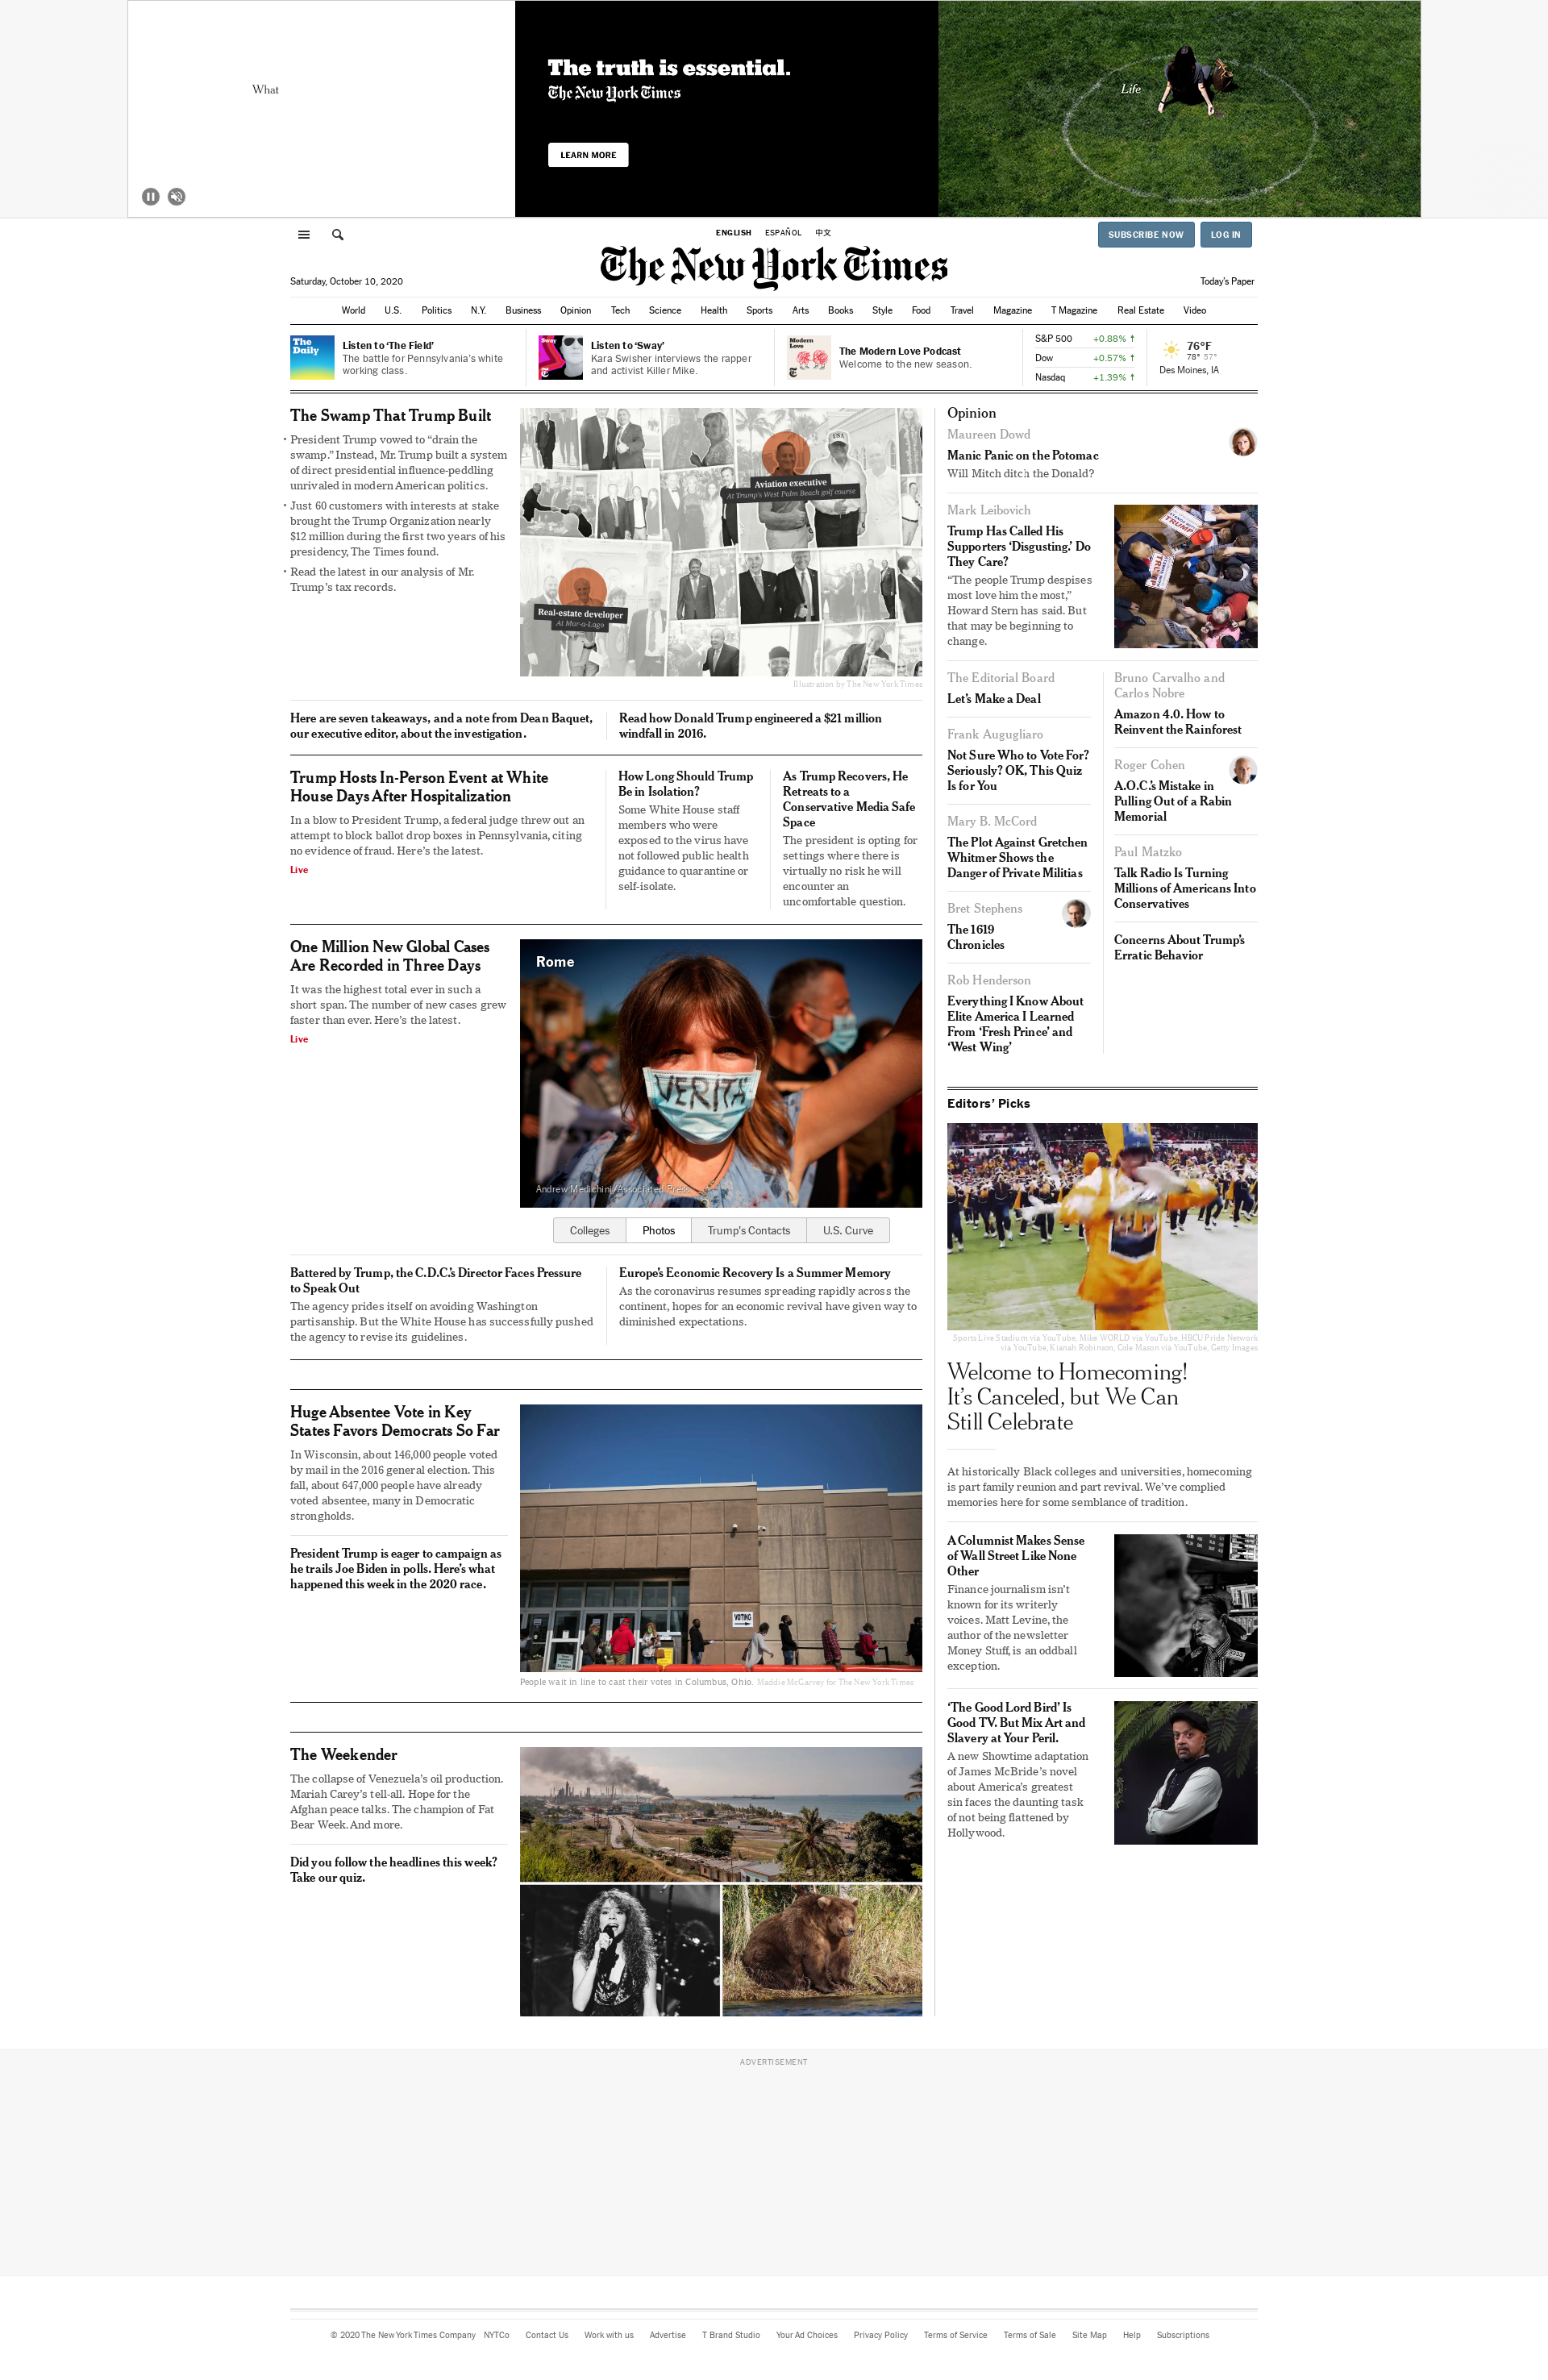 What
The truth is essential.
The New York Times
LEARN MORE
Life
ENGLISH ESPAÑOL 中文
SUBSCRIBE NOW LOG IN
The New York Times
Saturday, October 10, 2020
Today's Paper
World U.S. Politics N.Y. Business Opinion Tech Science Health Sports Arts Books Style Food Travel Magazine T Magazine Real Estate Video
The
Daily
Listen to ‘The Field’
The battle for Pennsylvania's white
working class.
Sway
Listen to ‘Sway’
Kara Swisher interviews the rapper
and activist Killer Mike.
Modern
Love
The Modern Love Podcast
Welcome to the new season.
S&P 500 +0.88% ↑
Dow +0.57% ↑
Nasdaq +1.39% ↑
76°F
78° 57°
Des Moines, IA
The Swamp That Trump Built
• President Trump vowed to “drain the
swamp.” Instead, Mr. Trump built a system
of direct presidential influence-peddling
unrivaled in modern American politics.
• Just 60 customers with interests at stake
brought the Trump Organization nearly
$12 million during the first two years of his
presidency, The Times found.
• Read the latest in our analysis of Mr.
Trump’s tax records.
USA
Aviation executive
At Trump's West Palm Beach golf course
Real-estate developer
At Mar-a-Lago
Illustration by The New York Times
Here are seven takeaways, and a note from Dean Baquet,
our executive editor, about the investigation.
Read how Donald Trump engineered a $21 million
windfall in 2016.
Trump Hosts In-Person Event at White
House Days After Hospitalization
In a blow to President Trump, a federal judge threw out an
attempt to block ballot drop boxes in Pennsylvania, citing
no evidence of fraud. Here’s the latest.
Live
How Long Should Trump
Be in Isolation?
Some White House staff
members who were
exposed to the virus have
not followed public health
guidance to quarantine or
self-isolate.
As Trump Recovers, He
Retreats to a
Conservative Media Safe
Space
The president is opting for
settings where there is
virtually no risk he will
encounter an
uncomfortable question.
One Million New Global Cases
Are Recorded in Three Days
It was the highest total ever in such a
short span. The number of new cases grew
faster than ever. Here’s the latest.
Live
Rome
VERITÀ
Andrew Medichini/Associated Press
Colleges Photos Trump's Contacts U.S. Curve
Battered by Trump, the C.D.C.’s Director Faces Pressure
to Speak Out
The agency prides itself on avoiding Washington
partisanship. But the White House has successfully pushed
the agency to revise its guidelines.
Europe’s Economic Recovery Is a Summer Memory
As the coronavirus resumes spreading rapidly across the
continent, hopes for an economic revival have given way to
diminished expectations.
Huge Absentee Vote in Key
States Favors Democrats So Far
In Wisconsin, about 146,000 people voted
by mail in the 2016 general election. This
fall, about 647,000 people have already
voted absentee, many in Democratic
strongholds.
President Trump is eager to campaign as
he trails Joe Biden in polls. Here’s what
happened this week in the 2020 race.
VOTING
People wait in line to cast their votes in Columbus, Ohio. Maddie McGarvey for The New York Times
The Weekender
The collapse of Venezuela’s oil production.
Mariah Carey’s tell-all. Hope for the
Afghan peace talks. The champion of Fat
Bear Week. And more.
Did you follow the headlines this week?
Take our quiz.
Opinion
Maureen Dowd
Manic Panic on the Potomac
Will Mitch ditch the Donald?
Mark Leibovich
Trump Has Called His
Supporters ‘Disgusting.’ Do
They Care?
“The people Trump despises
most love him the most,”
Howard Stern has said. But
that may be beginning to
change.
TRUMP
TRUMP
The Editorial Board
Let’s Make a Deal
Frank Augugliaro
Not Sure Who to Vote For?
Seriously? OK, This Quiz
Is for You
Mary B. McCord
The Plot Against Gretchen
Whitmer Shows the
Danger of Private Militias
Bret Stephens
The 1619
Chronicles
Rob Henderson
Everything I Know About
Elite America I Learned
From ‘Fresh Prince’ and
‘West Wing’
Bruno Carvalho and
Carlos Nobre
Amazon 4.0. How to
Reinvent the Rainforest
Roger Cohen
A.O.C.’s Mistake in
Pulling Out of a Rabin
Memorial
Paul Matzko
Talk Radio Is Turning
Millions of Americans Into
Conservatives
Concerns About Trump’s
Erratic Behavior
Editors’ Picks
Sports Live Stadium via YouTube, Mike WORLD via YouTube, HBCU Pride Network
via YouTube, Kianah Robinson, Cole Mason via YouTube, Getty Images
Welcome to Homecoming!
It’s Canceled, but We Can
Still Celebrate
At historically Black colleges and universities, homecoming
is part family reunion and part revival. We’ve complied
memories here for some semblance of tradition.
A Columnist Makes Sense
of Wall Street Like None
Other
Finance journalism isn’t
known for its writerly
voices. Matt Levine, the
author of the newsletter
Money Stuff, is an oddball
exception.
‘The Good Lord Bird’ Is
Good TV. But Mix Art and
Slavery at Your Peril.
A new Showtime adaptation
of James McBride’s novel
about America’s greatest
sin faces the daunting task
of not being flattened by
Hollywood.
ADVERTISEMENT
© 2020 The New York Times Company NYTCo Contact Us Work with us Advertise T Brand Studio Your Ad Choices Privacy Policy Terms of Service Terms of Sale Site Map Help Subscriptions